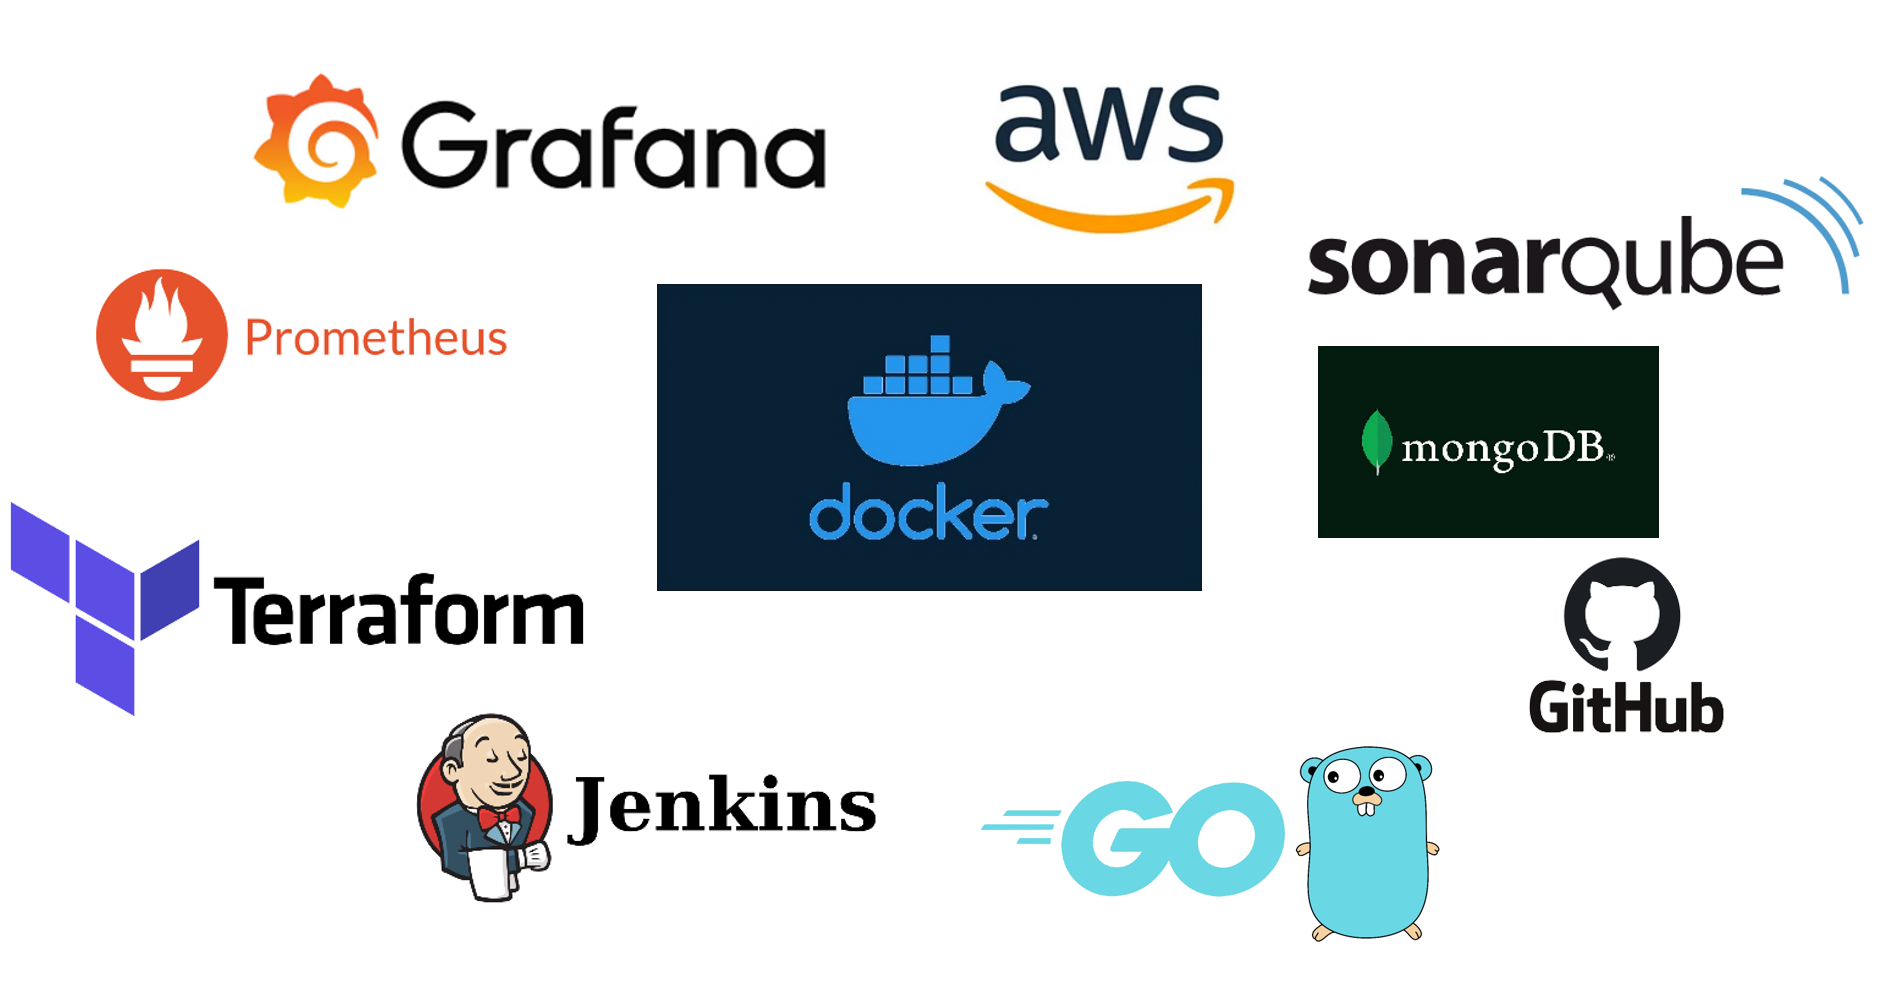 Grafana
aws
sonarqube
Prometheus
docker
mongoDB®
Terraform
GitHub
Jenkins
GO